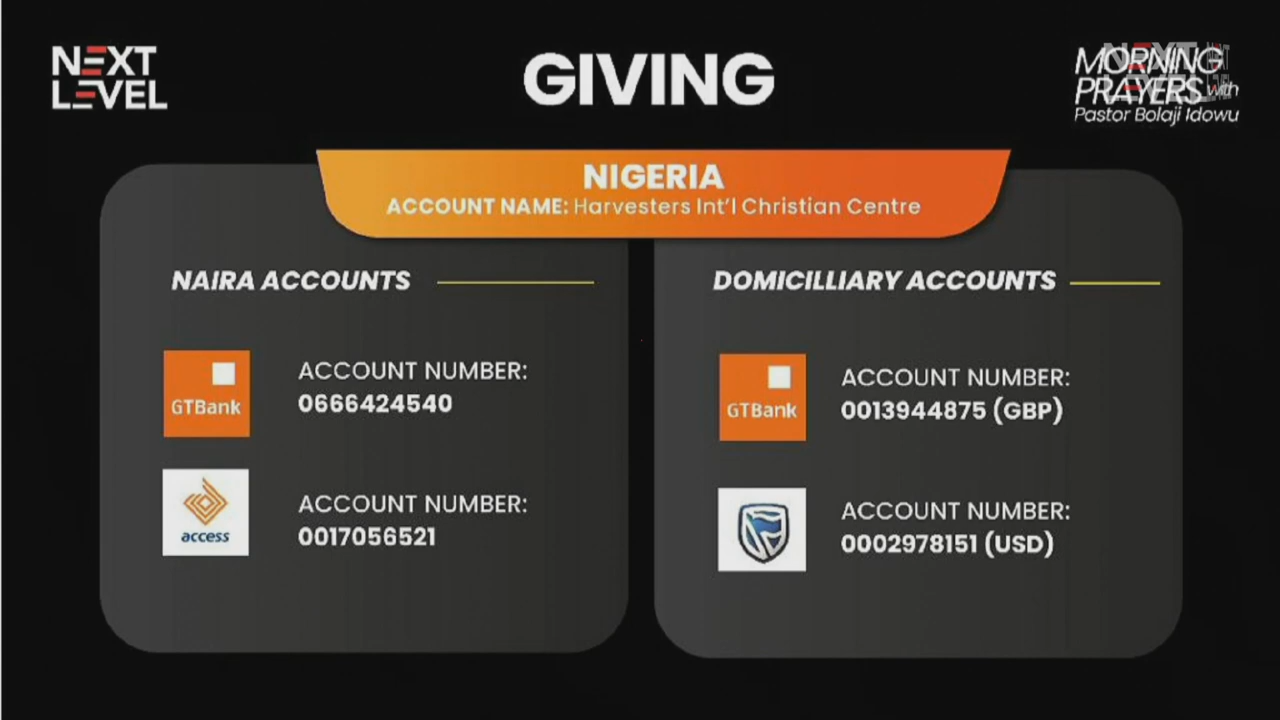 NEXT
LEVEL
GIVING
MORNING
PRAYERS with
Pastor Bolaji Idowu
NIGERIA
ACCOUNT NAME: Harvesters Int'l Christian Centre
NAIRA ACCOUNTS
GTBank
ACCOUNT NUMBER:
0666424540
access
ACCOUNT NUMBER:
0017056521
DOMICILLIARY ACCOUNTS
GTBank
ACCOUNT NUMBER:
0013944875 (GBP)
ACCOUNT NUMBER:
0002978151 (USD)